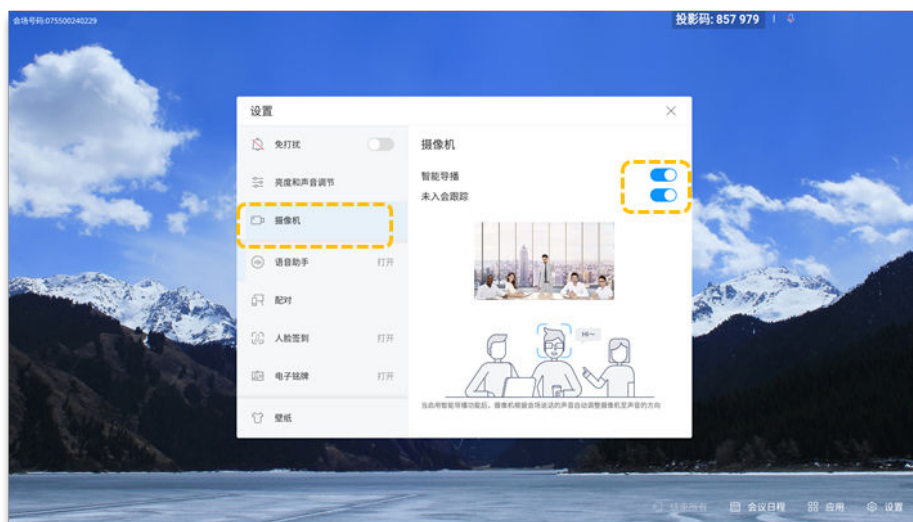 会场号码:075500240229
投影码: 857 979
设置
免打扰
亮度和声音调节
摄像机
语音助手 打开
配对
人脸签到 打开
电子铭牌 打开
壁纸
摄像机
智能导播
未入会跟踪
Hi~
当启用智能导播功能后，摄像机根据会场说话的声音自动调整摄像机至声音的方向
结束所有 会议日程 应用 设置